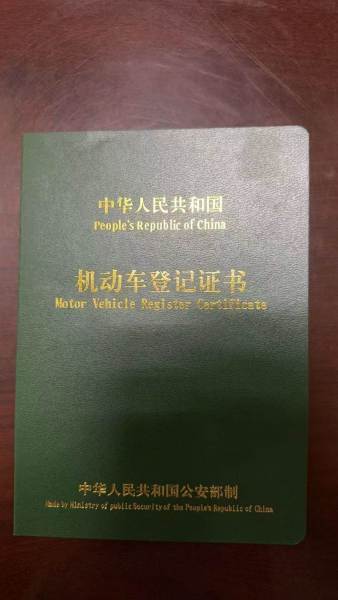 中华人民共和国
People's Republic of China
机动车登记证书
Motor Vehicle Register Certificate
中华人民共和国公安部制
Made by Ministry of public Security of the People's Republic of China